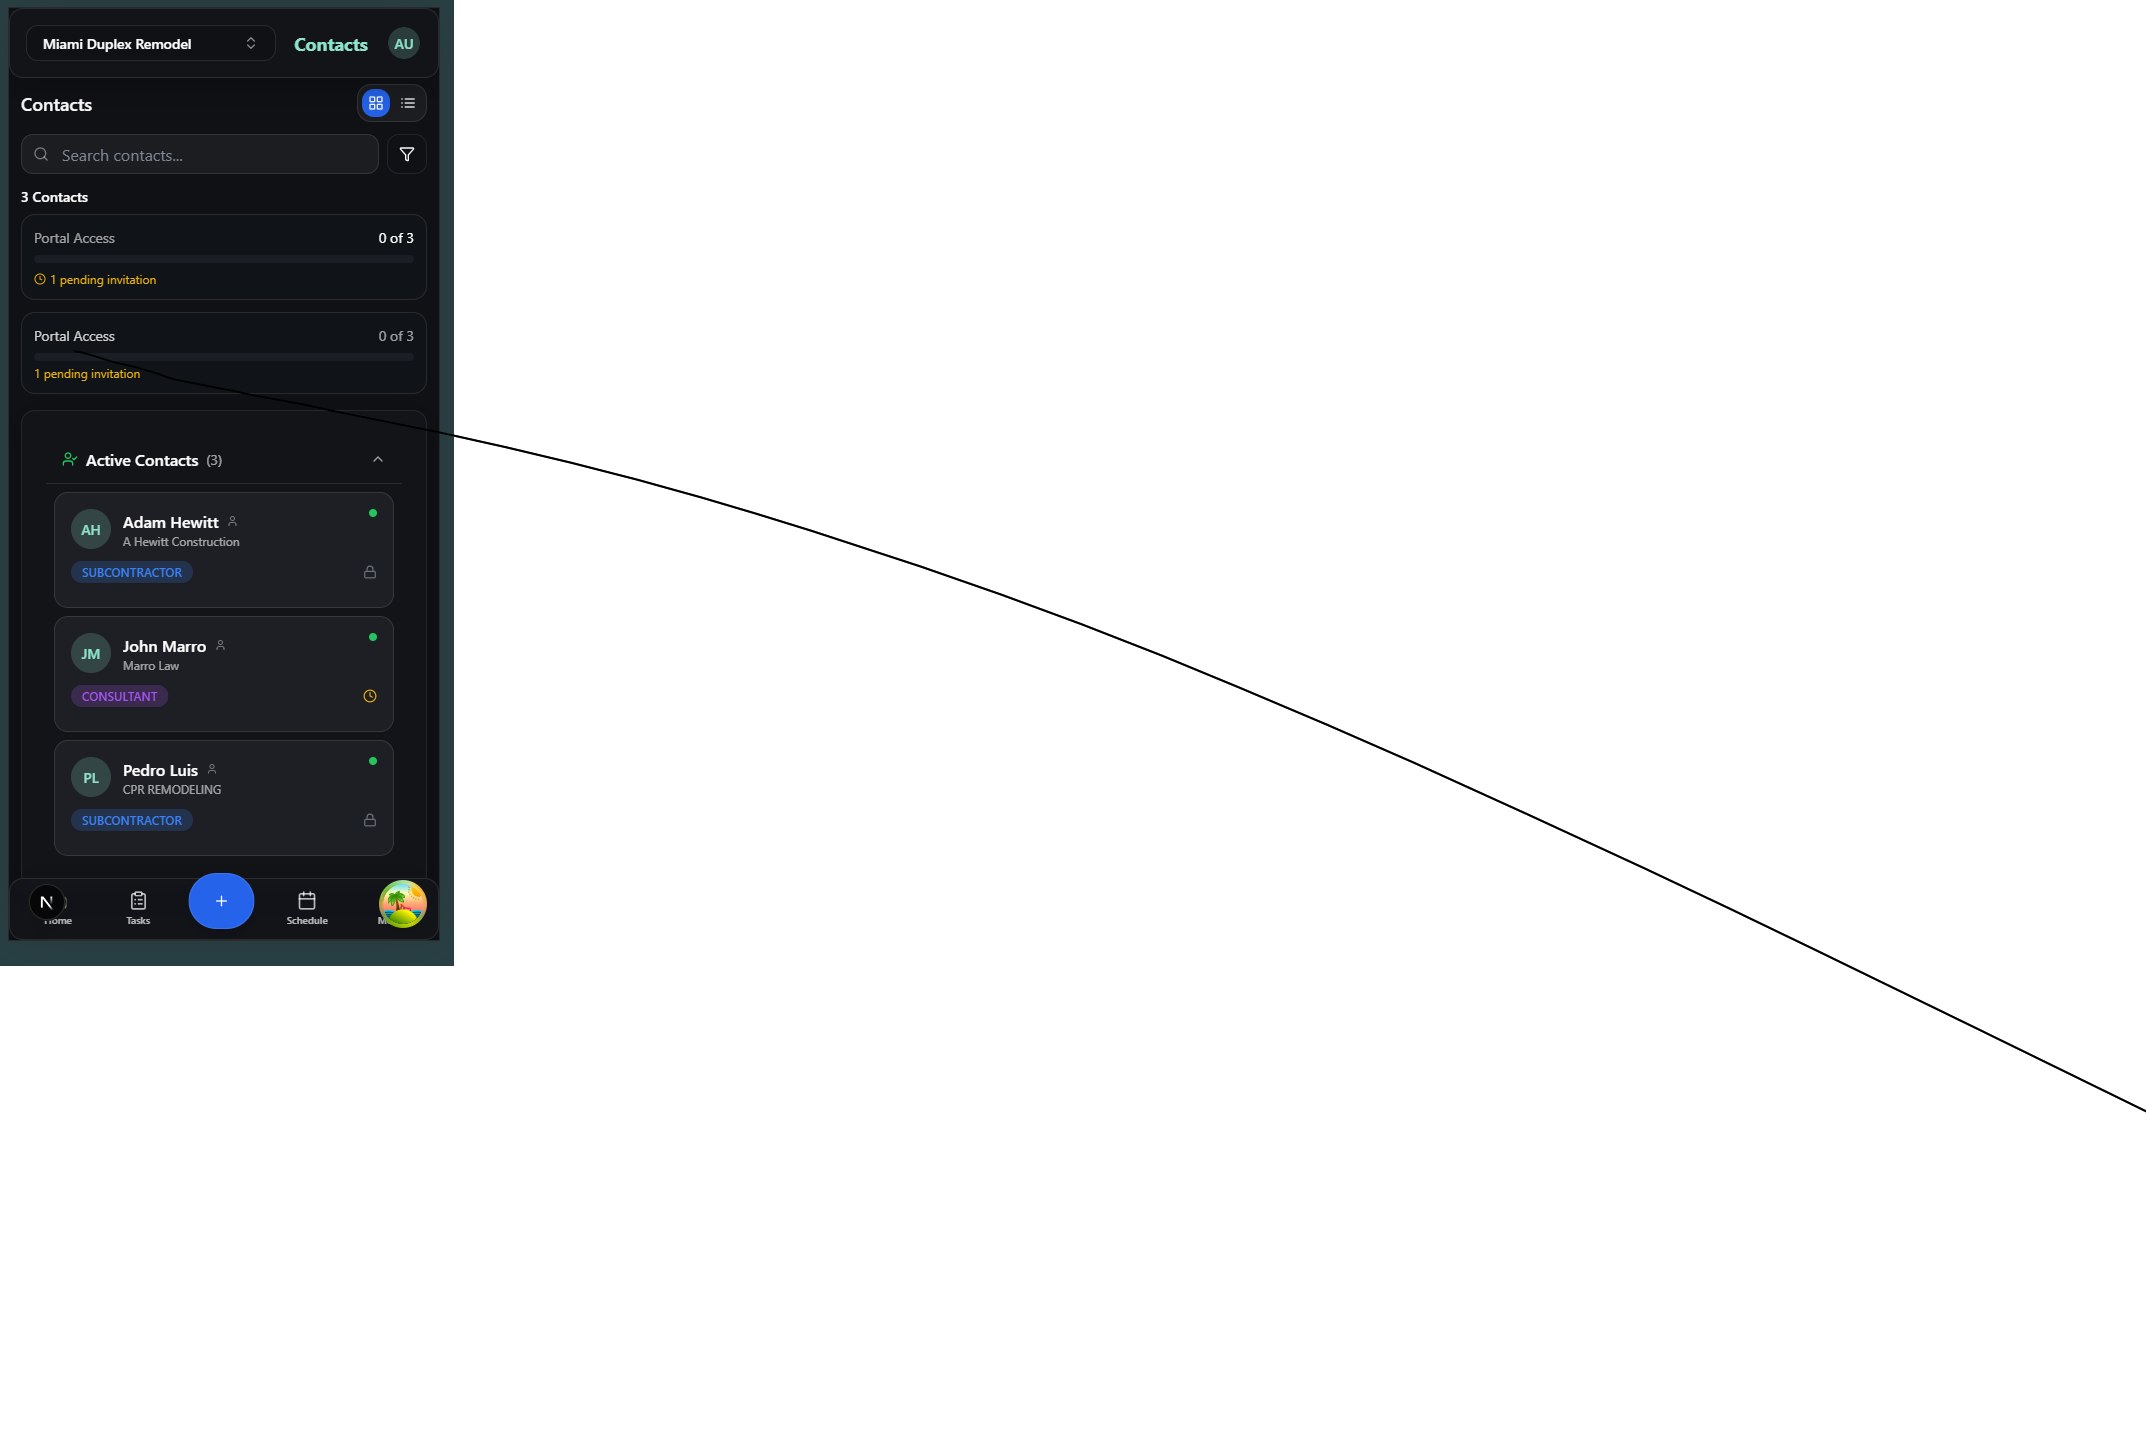 Miami Duplex Remodel
Contacts
AU
Contacts
Search contacts...
3 Contacts
Portal Access
0 of 3
1 pending invitation
Portal Access
0 of 3
1 pending invitation
Active Contacts (3)
AH
Adam Hewitt
A Hewitt Construction
SUBCONTRACTOR
JM
John Marro
Marro Law
CONSULTANT
PL
Pedro Luis
CPR REMODELING
SUBCONTRACTOR
N
Home
Tasks
+
Schedule